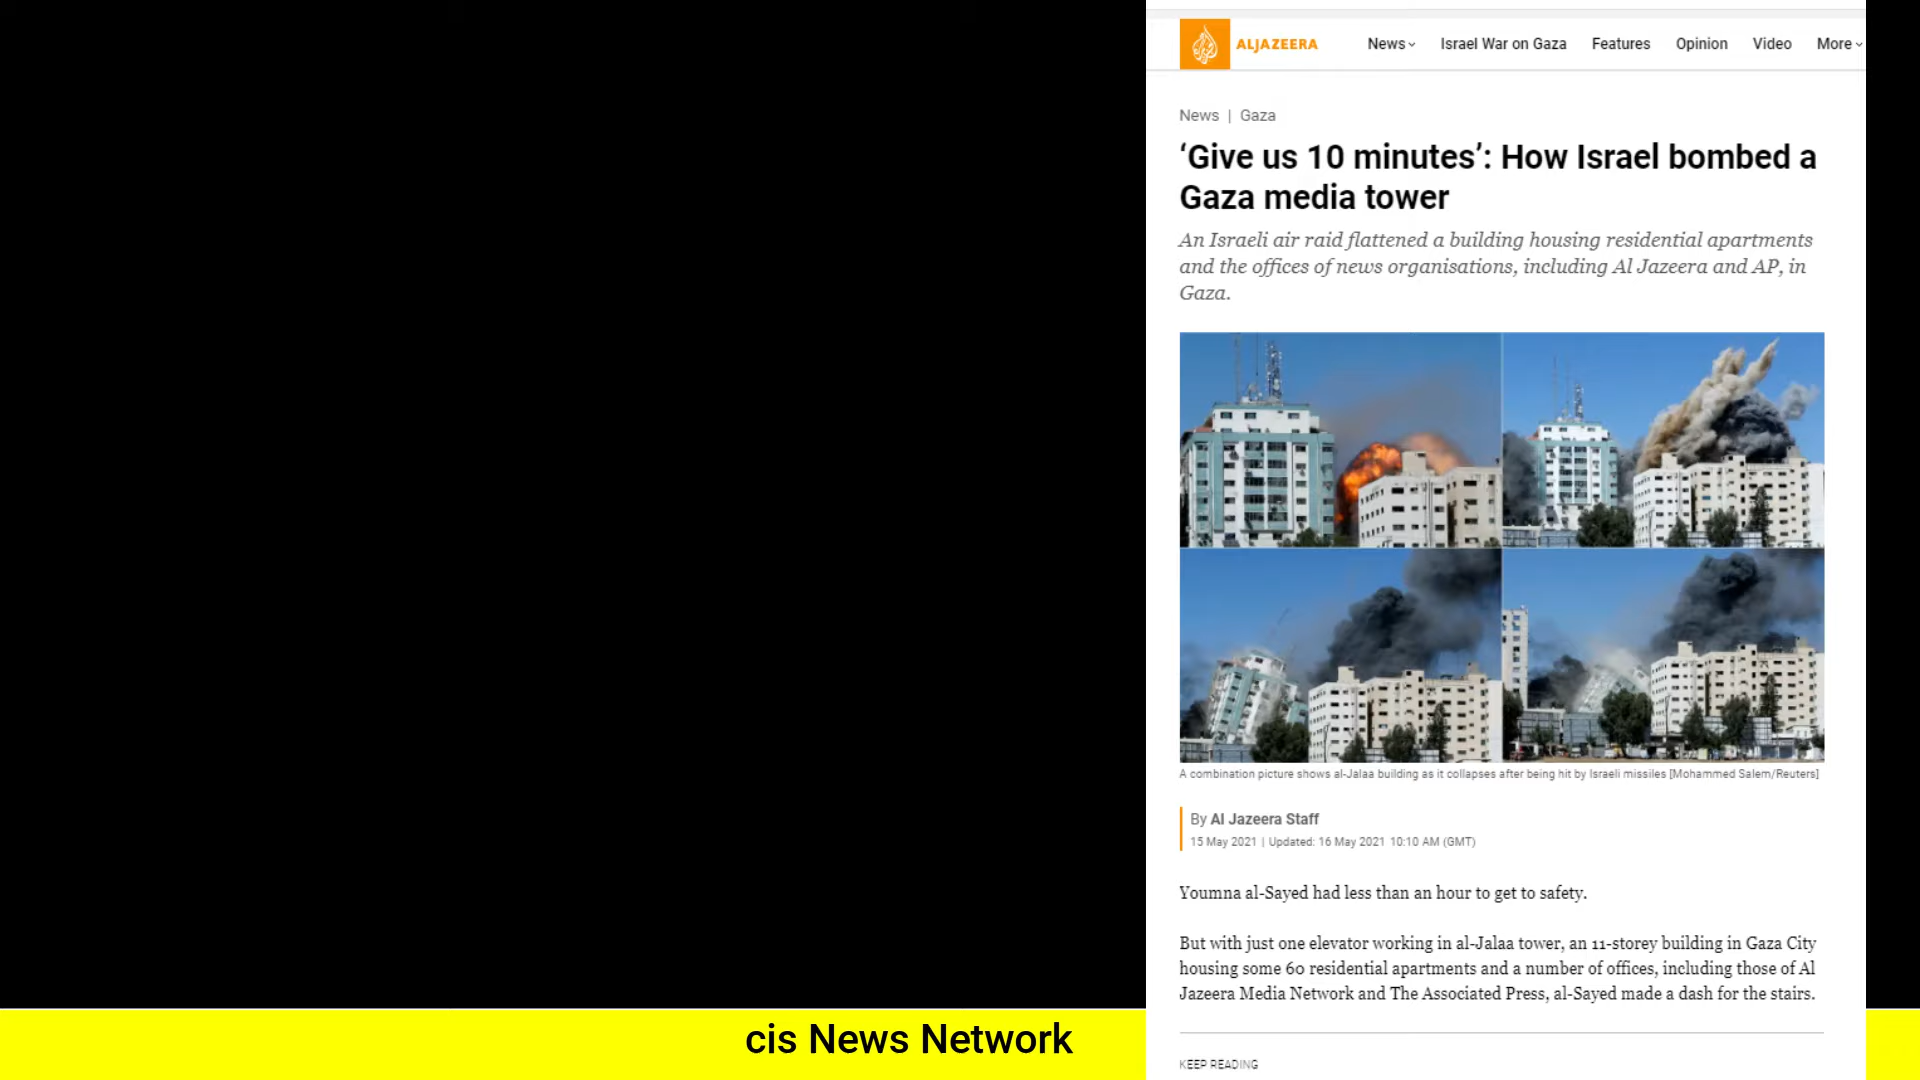 ALJAZEERA
News
Israel War on Gaza
Features
Opinion
Video
More
News | Gaza
‘Give us 10 minutes’: How Israel bombed a
Gaza media tower
An Israeli air raid flattened a building housing residential apartments
and the offices of news organisations, including Al Jazeera and AP, in
Gaza.
A combination picture shows al-Jalaa building as it collapses after being hit by Israeli missiles [Mohammed Salem/Reuters]
By Al Jazeera Staff
15 May 2021 | Updated: 16 May 2021 10:10 AM (GMT)
Youmna al-Sayed had less than an hour to get to safety.
But with just one elevator working in al-Jalaa tower, an 11-storey building in Gaza City
housing some 60 residential apartments and a number of offices, including those of Al
Jazeera Media Network and The Associated Press, al-Sayed made a dash for the stairs.
KEEP READING
cis News Network